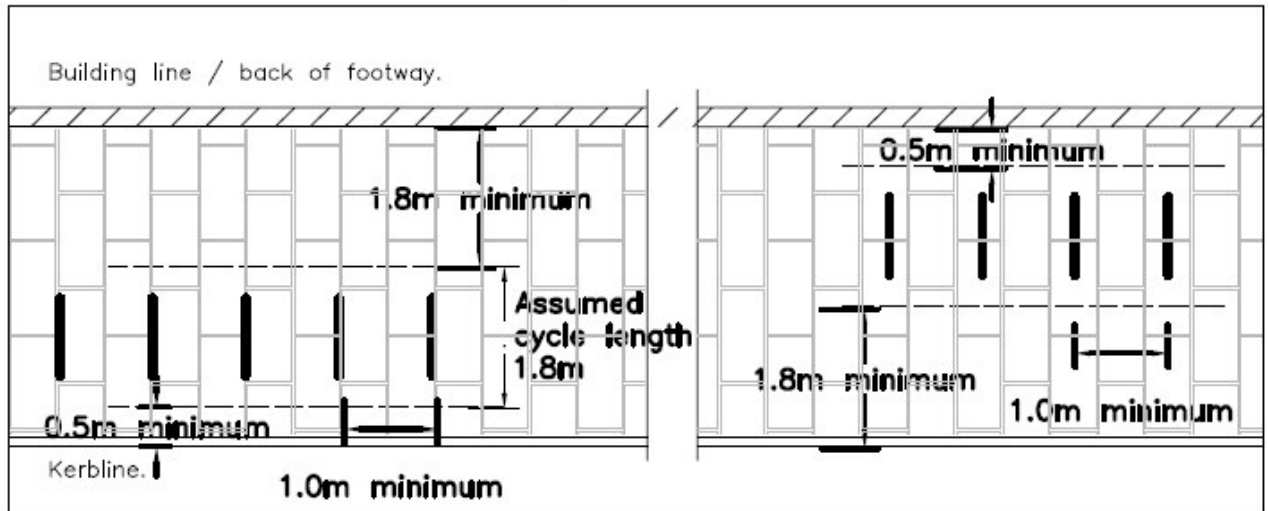 Building line / back of footway.
1.8m minimum
Assumed
cycle length
1.8m
0.5m minimum
Kerbline.
1.0m minimum
0.5m minimum
1.8m minimum
1.0m minimum